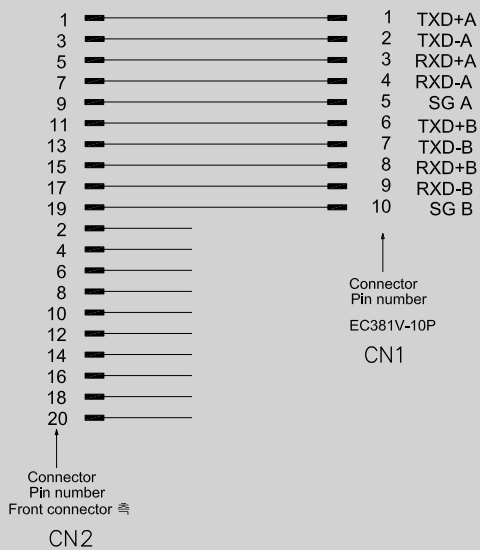 1 1 TXD+A
3 2 TXD-A
5 3 RXD+A
7 4 RXD-A
9 5 SG A
11 6 TXD+B
13 7 TXD-B
15 8 RXD+B
17 9 RXD-B
19 10 SG B
2
4
6
8
10
12
14
16
18
20
Connector
Pin number
EC381V-10P
CN1
Connector
Pin number
Front connector 측
CN2